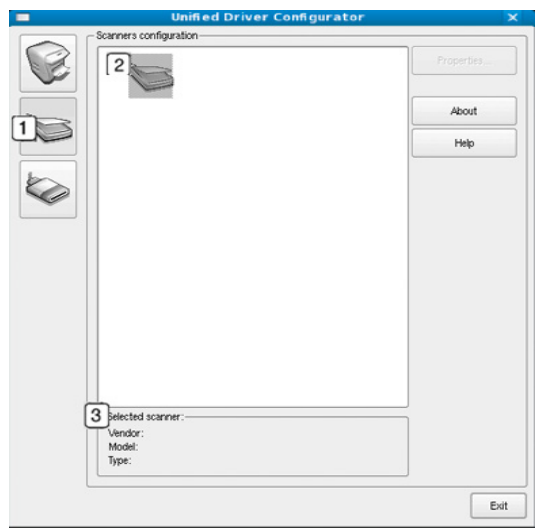 Unified Driver Configurator
Scanners configuration
2
Properties...
1
About
Help
3
Selected scanner:
Vendor:
Model:
Type:
Exit